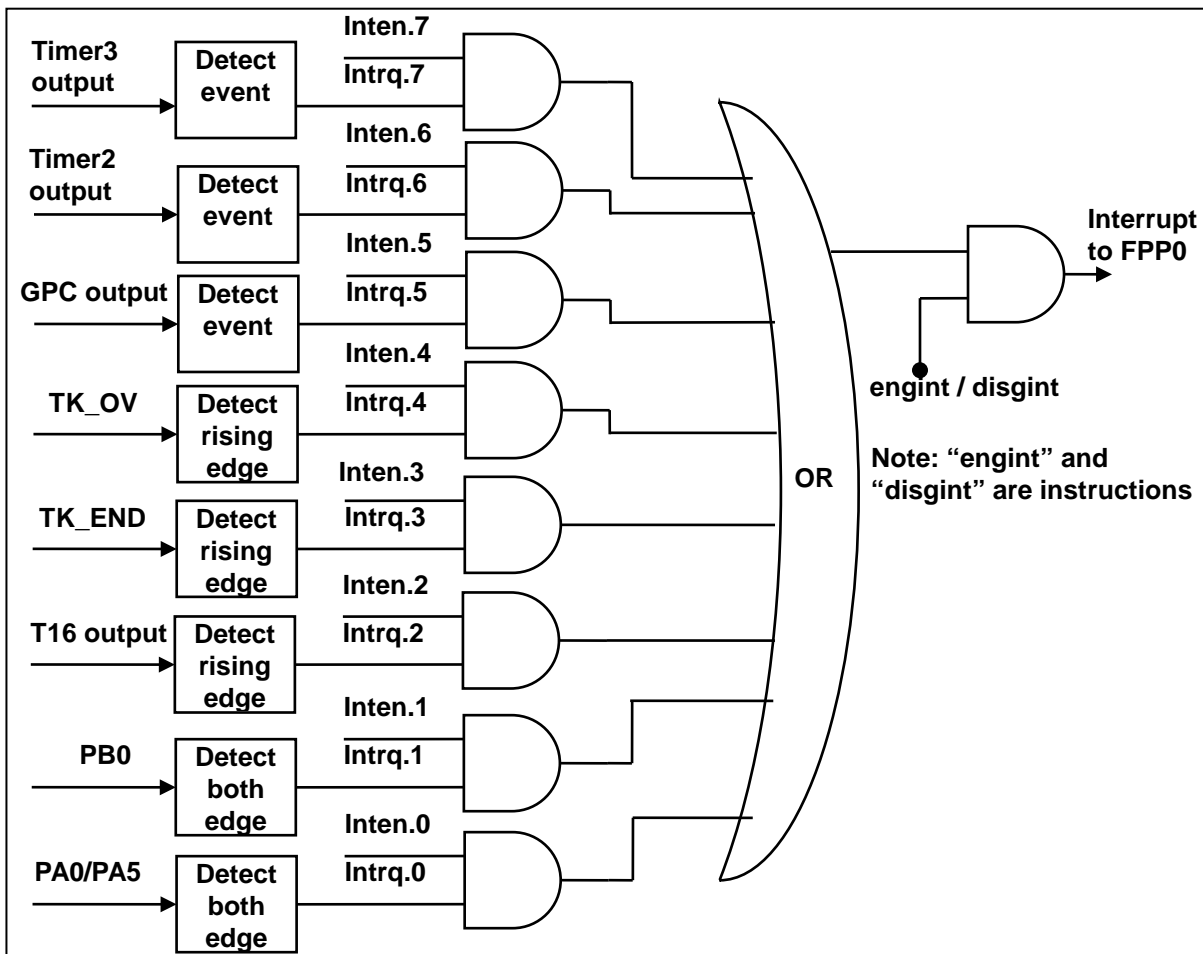 Timer3
output
Detect
event
Inten.7
Intrq.7
Timer2
output
Detect
event
Inten.6
Intrq.6
GPC output
Detect
event
Inten.5
Intrq.5
TK_OV
Detect
rising
edge
Inten.4
Intrq.4
TK_END
Detect
rising
edge
Inten.3
Intrq.3
T16 output
Detect
rising
edge
Inten.2
Intrq.2
PB0
Detect
both
edge
Inten.1
Intrq.1
PA0/PA5
Detect
both
edge
Inten.0
Intrq.0
OR
Interrupt
to FPP0
engint / disgint
Note: “engint” and
“disgint” are instructions